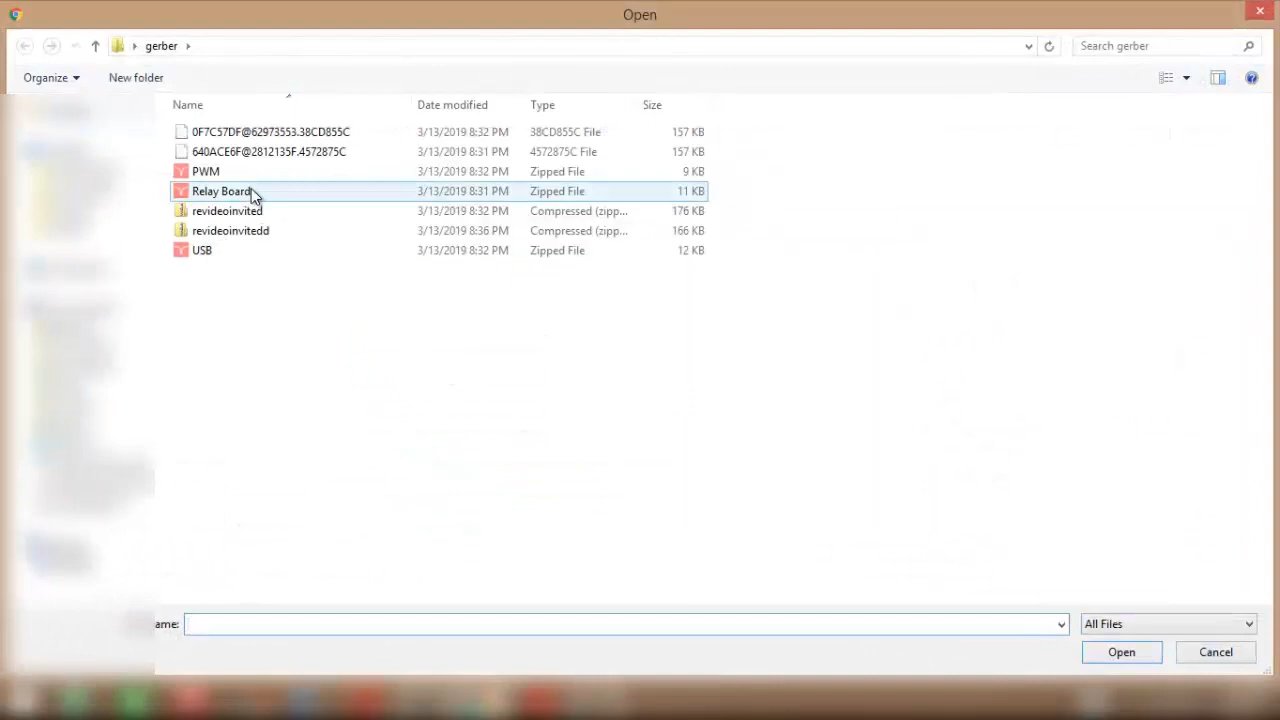 Open
gerber
Search gerber
Organize New folder
Name Date modified Type Size
0F7C57DF@62973553.38CD855C 3/13/2019 8:32 PM 38CD855C File 157 KB
640ACE6F@2812135F.4572875C 3/13/2019 8:31 PM 4572875C File 157 KB
PWM 3/13/2019 8:32 PM Zipped File 9 KB
Relay Board 3/13/2019 8:31 PM Zipped File 11 KB
revideoinvited 3/13/2019 8:32 PM Compressed (zipp... 176 KB
revideoinvitedd 3/13/2019 8:36 PM Compressed (zipp... 166 KB
USB 3/13/2019 8:32 PM Zipped File 12 KB
ame: All Files
Open Cancel